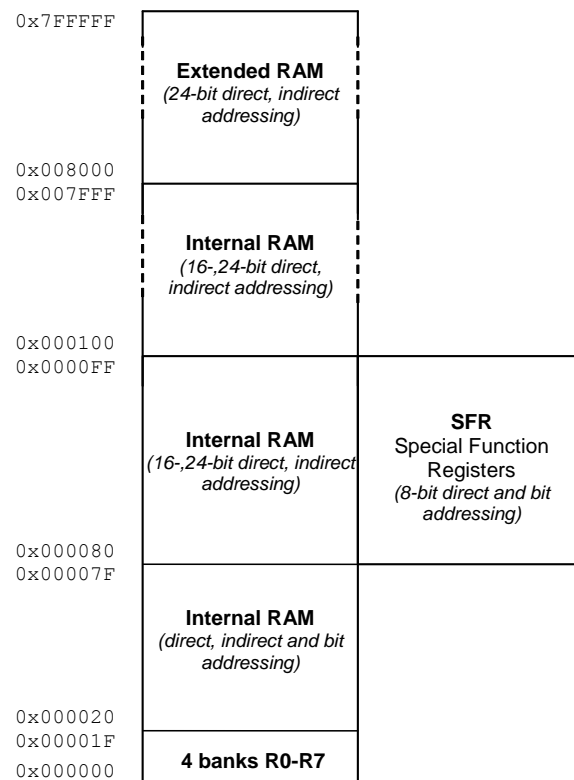 0x7FFFFF
Extended RAM
(24-bit direct, indirect
addressing)
0x008000
0x007FFF
Internal RAM
(16-,24-bit direct,
indirect addressing)
0x000100
0x0000FF
Internal RAM
(16-,24-bit direct, indirect
addressing)
SFR
Special Function
Registers
(8-bit direct and bit
addressing)
0x000080
0x00007F
Internal RAM
(direct, indirect and bit
addressing)
0x000020
0x00001F
4 banks R0-R7
0x000000